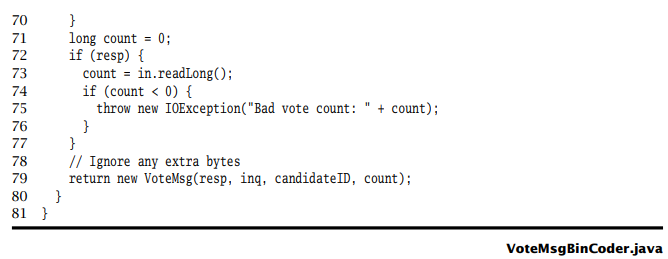 70      }
71      long count = 0;
72      if (resp) {
73        count = in.readLong();
74        if (count < 0) {
75          throw new IOException("Bad vote count: " + count);
76        }
77      }
78      // Ignore any extra bytes
79      return new VoteMsg(resp, inq, candidateID, count);
80    }
81  }
VoteMsgBinCoder.java